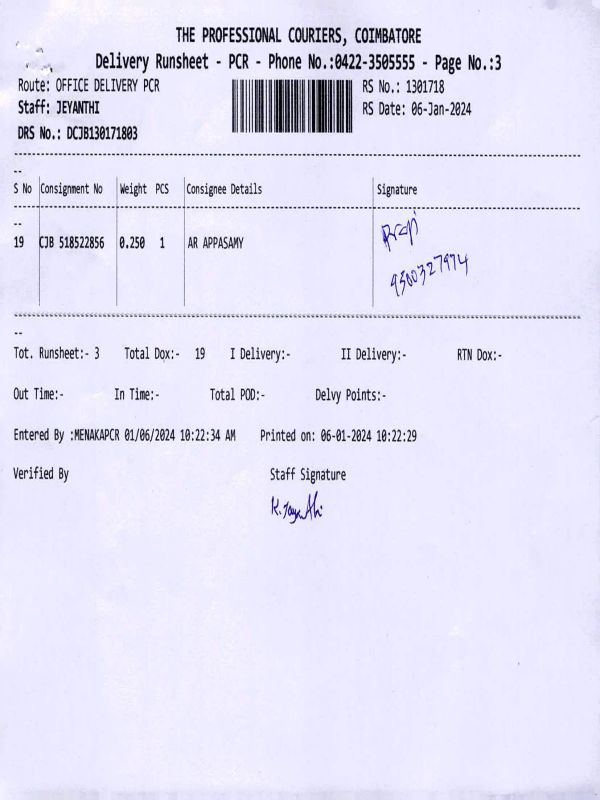 THE PROFESSIONAL COURIERS, COIMBATORE
Delivery Runsheet - PCR - Phone No.:0422-3505555 - Page No.:3
Route: OFFICE DELIVERY PCR RS No.: 1301718
Staff: JEYANTHI RS Date: 06-Jan-2024
DRS No.: DCJB130171803
S No Consignment No Weight PCS Consignee Details Signature
19 CJB 518522856 0.250 1 AR APPASAMY
Tot. Runsheet:- 3 Total Dox:- 19 I Delivery:- II Delivery:- RTN Dox:-
Out Time:- In Time:- Total POD:- Delvy Points:-
Entered By :MENAKAPCR 01/06/2024 10:22:34 AM Printed on: 06-01-2024 10:22:29
Verified By Staff Signature